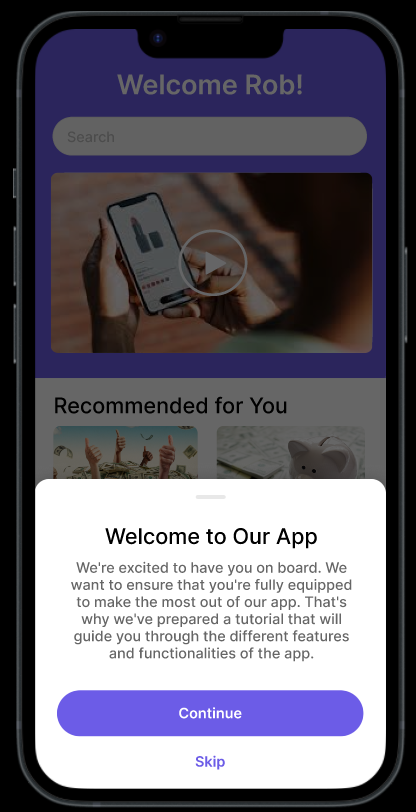 Welcome Rob!
Search
Recommended for You
Welcome to Our App
We're excited to have you on board. We
want to ensure that you're fully equipped
to make the most out of our app. That's
why we've prepared a tutorial that will
guide you through the different features
and functionalities of the app.
Continue
Skip